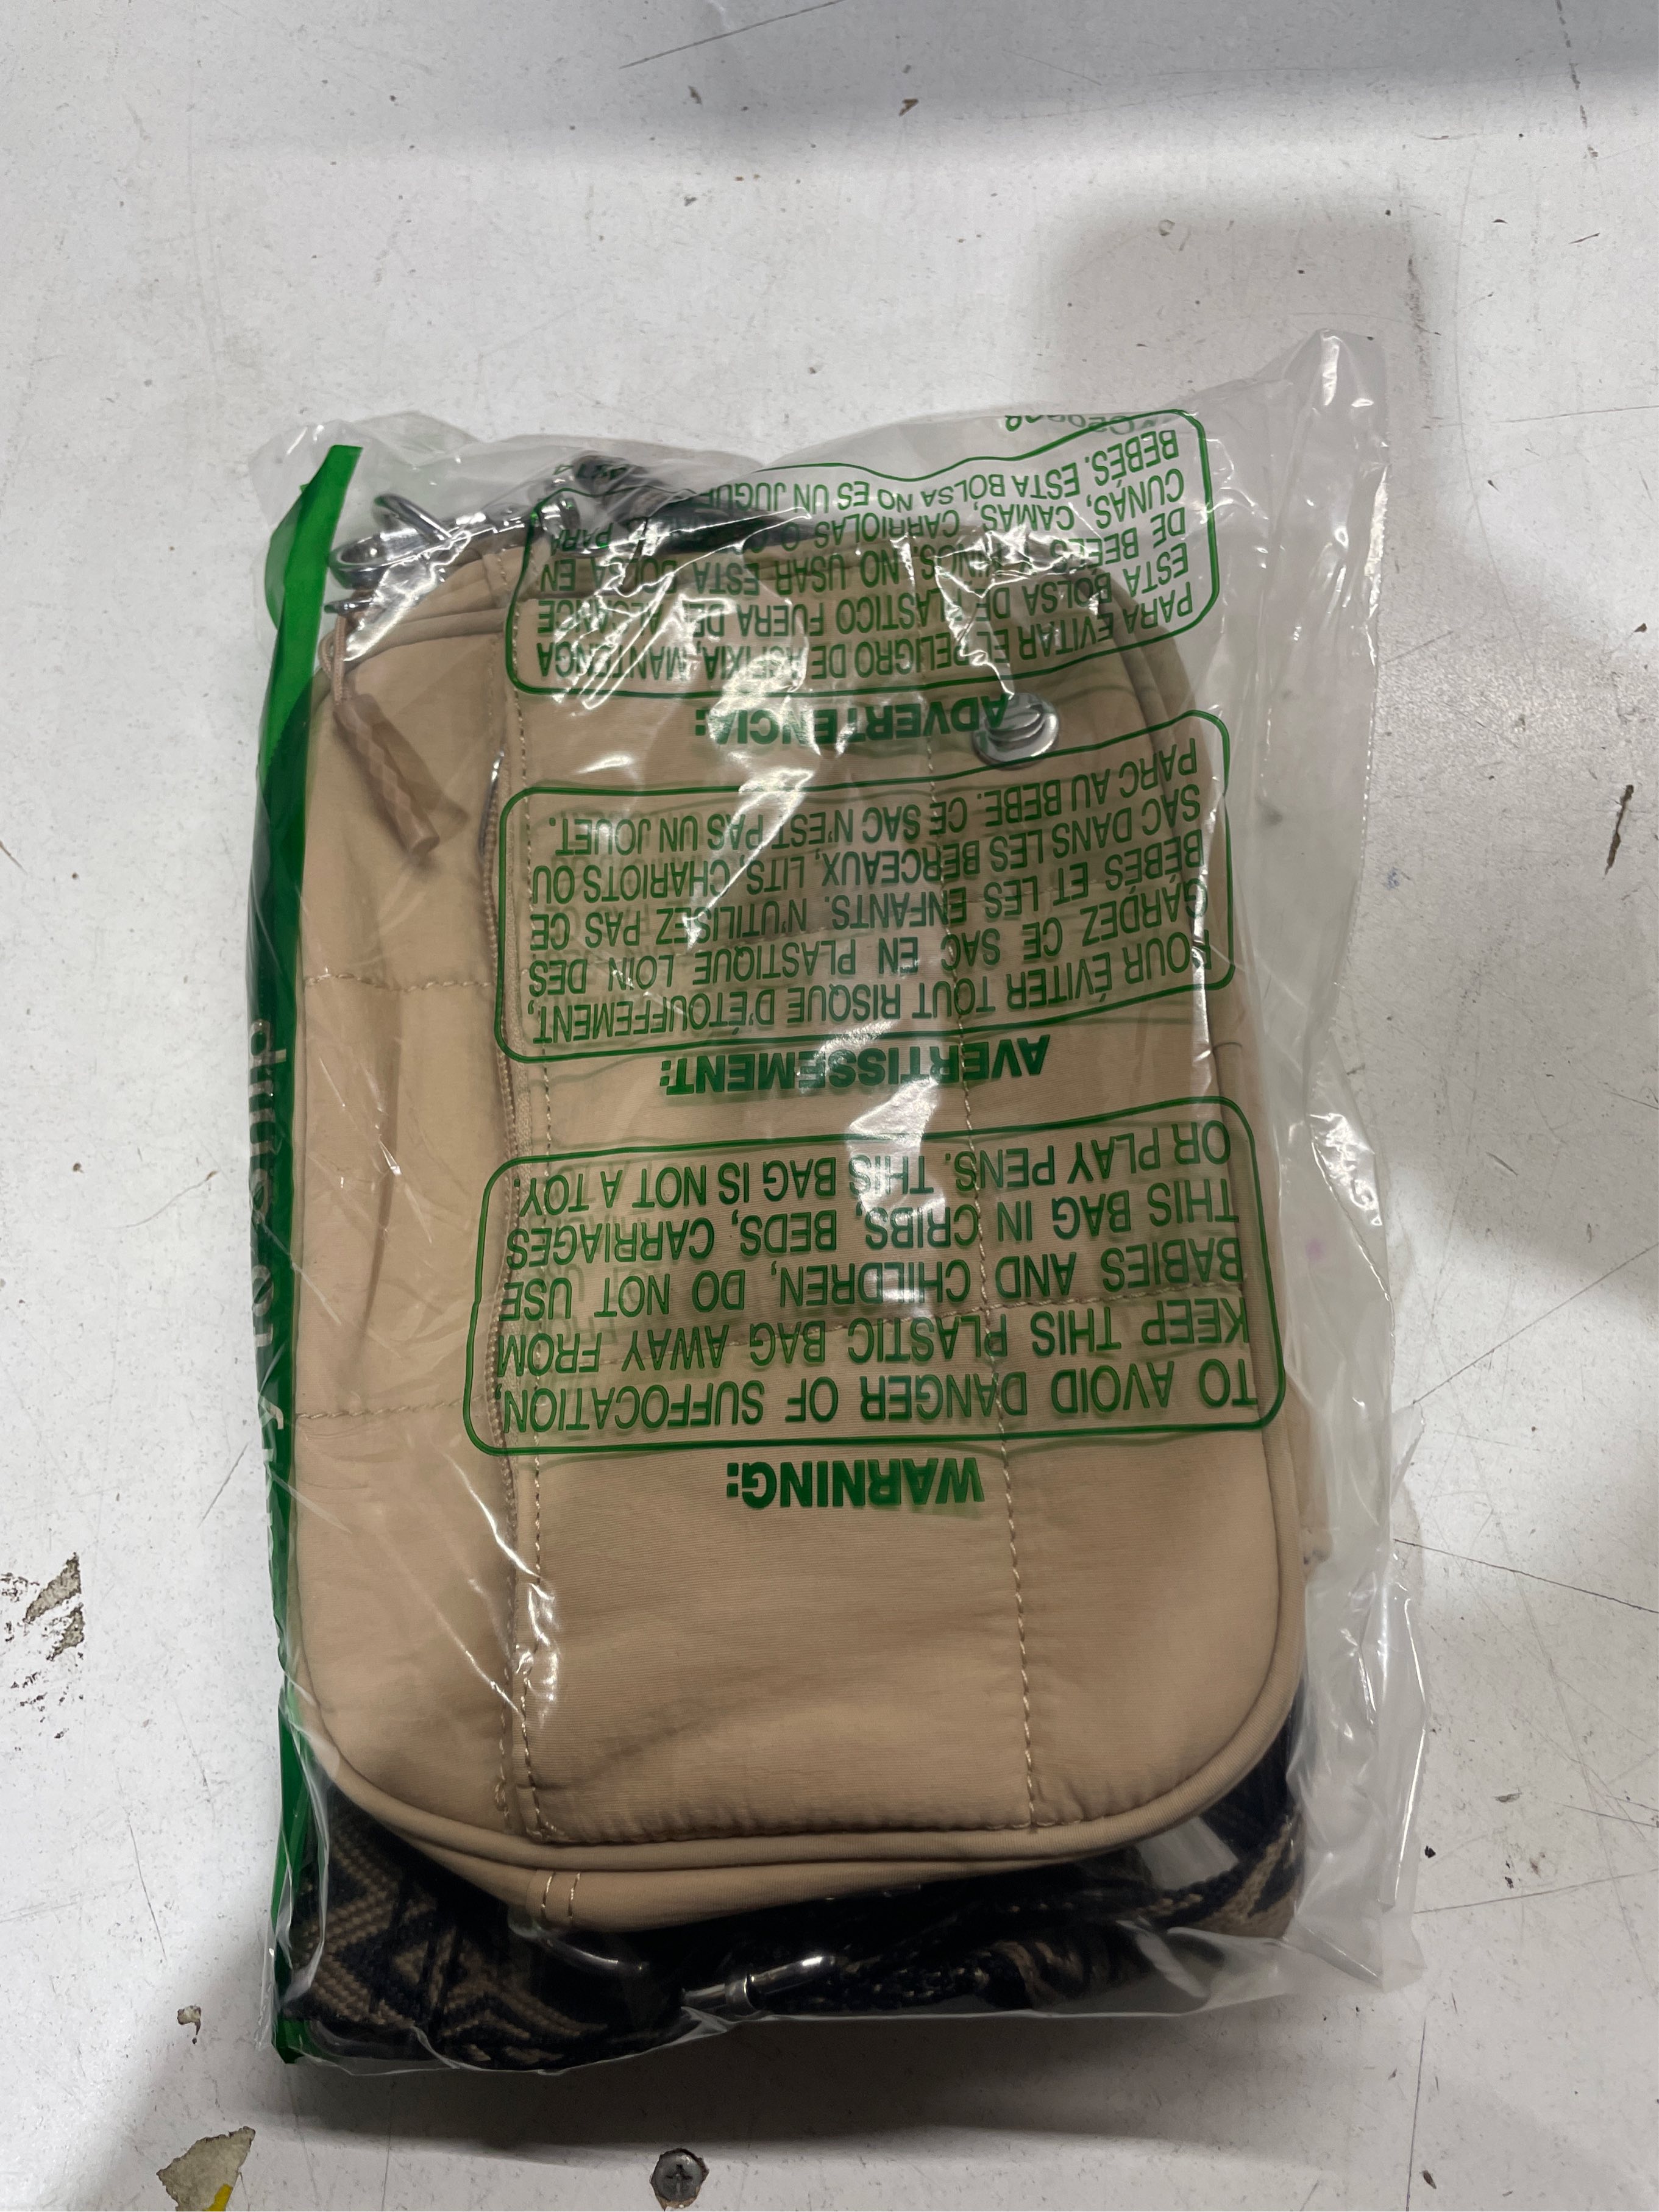 WARNING:
TO AVOID DANGER OF SUFFOCATION,
KEEP THIS PLASTIC BAG AWAY FROM
BABIES AND CHILDREN, DO NOT USE
THIS BAG IN CRIBS, BEDS, CARRIAGES
OR PLAY PENS. THIS BAG IS NOT A TOY.
AVERTISSEMENT:
POUR ÉVITER TOUT RISQUE D'ÉTOUFFEMENT,
GARDEZ CE SAC EN PLASTIQUE LOIN DES
BÉBÉS ET LES ENFANTS. N'UTILISEZ PAS CE
SAC DANS LES BERCEAUX, LITS, CHARIOTS OU
PARC AU BEBE. CE SAC N'EST PAS UN JOUET.
ADVERTENCIA:
PARA EVITAR EL PELIGRO DE ASFIXIA, MANTENGA
ESTA BOLSA DE PLASTICO FUERA DEL ALCANCE
DE BEBÉS Y NIÑOS. NO USAR ESTA BOLSA EN
CUNAS, CAMAS, CARRIOLAS O PARA
BEBÉS. ESTA BOLSA NO ES UN